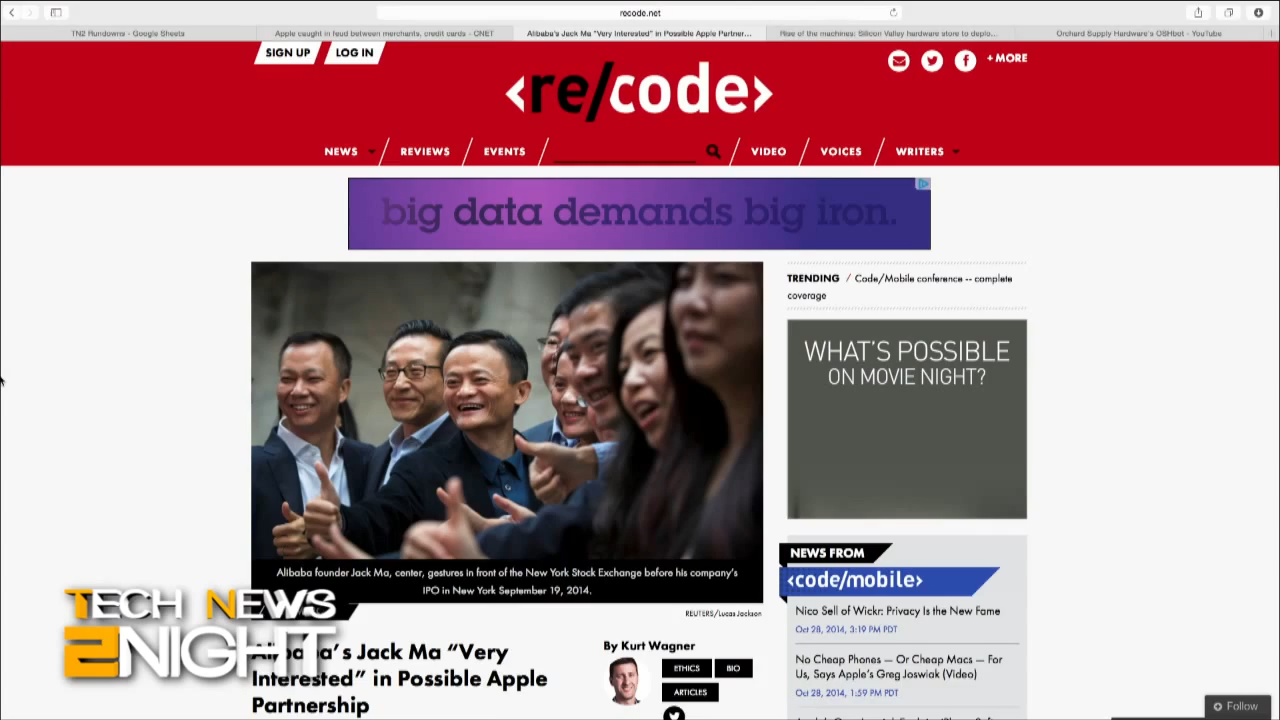 recode.net
TN2 Rundowns - Google Sheets
Apple caught in feud between merchants, credit cards - CNET
Alibaba's Jack Ma "Very Interested" in Possible Apple Partner...
Rise of the machines: Silicon Valley hardware store to deplo...
Orchard Supply Hardware's OSHbot - YouTube
SIGN UP
LOG IN
+ MORE
<re/code>
NEWS
REVIEWS
EVENTS
VIDEO
VOICES
WRITERS
big data demands big iron.
TRENDING / Code/Mobile conference -- complete
coverage
WHAT'S POSSIBLE
ON MOVIE NIGHT?
Alibaba founder Jack Ma, center, gestures in front of the New York Stock Exchange before his company's
IPO in New York September 19, 2014.
REUTERS/Lucas Jackson
NEWS FROM
<code/mobile>
Nico Sell of Wickr: Privacy Is the New Fame
Oct 28, 2014, 3:19 PM PDT
No Cheap Phones — Or Cheap Macs — For
Us, Says Apple's Greg Joswiak (Video)
Oct 28, 2014, 1:59 PM PDT
TECH NEWS
2NIGHT
Alibaba's Jack Ma "Very
Interested" in Possible Apple
Partnership
By Kurt Wagner
ETHICS
BIO
ARTICLES
Follow